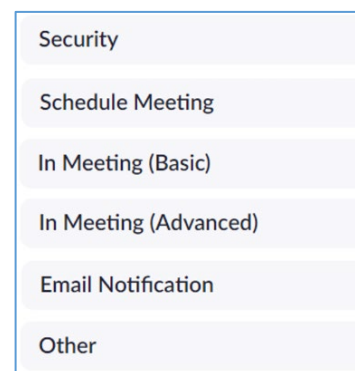 Security
Schedule Meeting
In Meeting (Basic)
In Meeting (Advanced)
Email Notification
Other